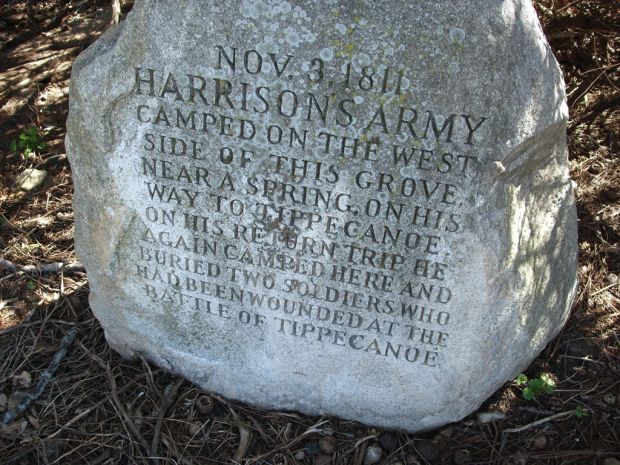 NOV. 3, 1811
HARRISONS ARMY
CAMPED ON THE WEST
SIDE OF THIS GROVE,
NEAR A SPRING, ON HIS
WAY TO TIPPECANOE
ON HIS RETURN TRIP HE
AGAIN CAMPED HERE AND
BURIED TWO SOLDIERS WHO
HAD BEEN WOUNDED AT THE
BATTLE OF TIPPECANOE